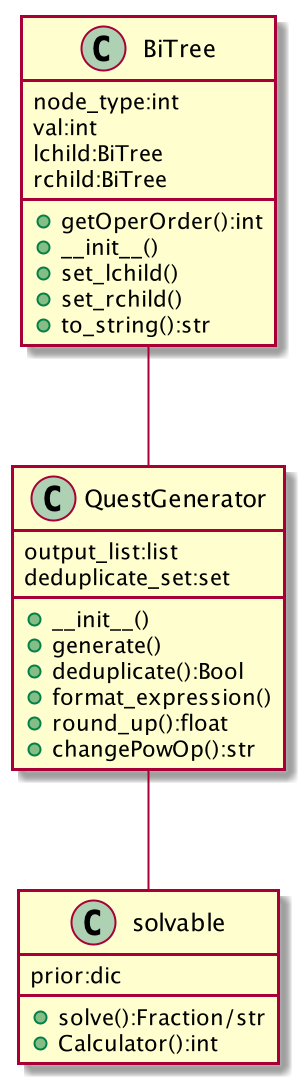 C BiTree
node_type:int
val:int
lchild:BiTree
rchild:BiTree
getOperOrder():int
__init__()
set_lchild()
set_rchild()
to_string():str
C QuestGenerator
output_list:list
deduplicate_set:set
__init__()
generate()
deduplicate():Bool
format_expression()
round_up():float
changePowOp():str
C solvable
prior:dic
solve():Fraction/str
Calculator():int